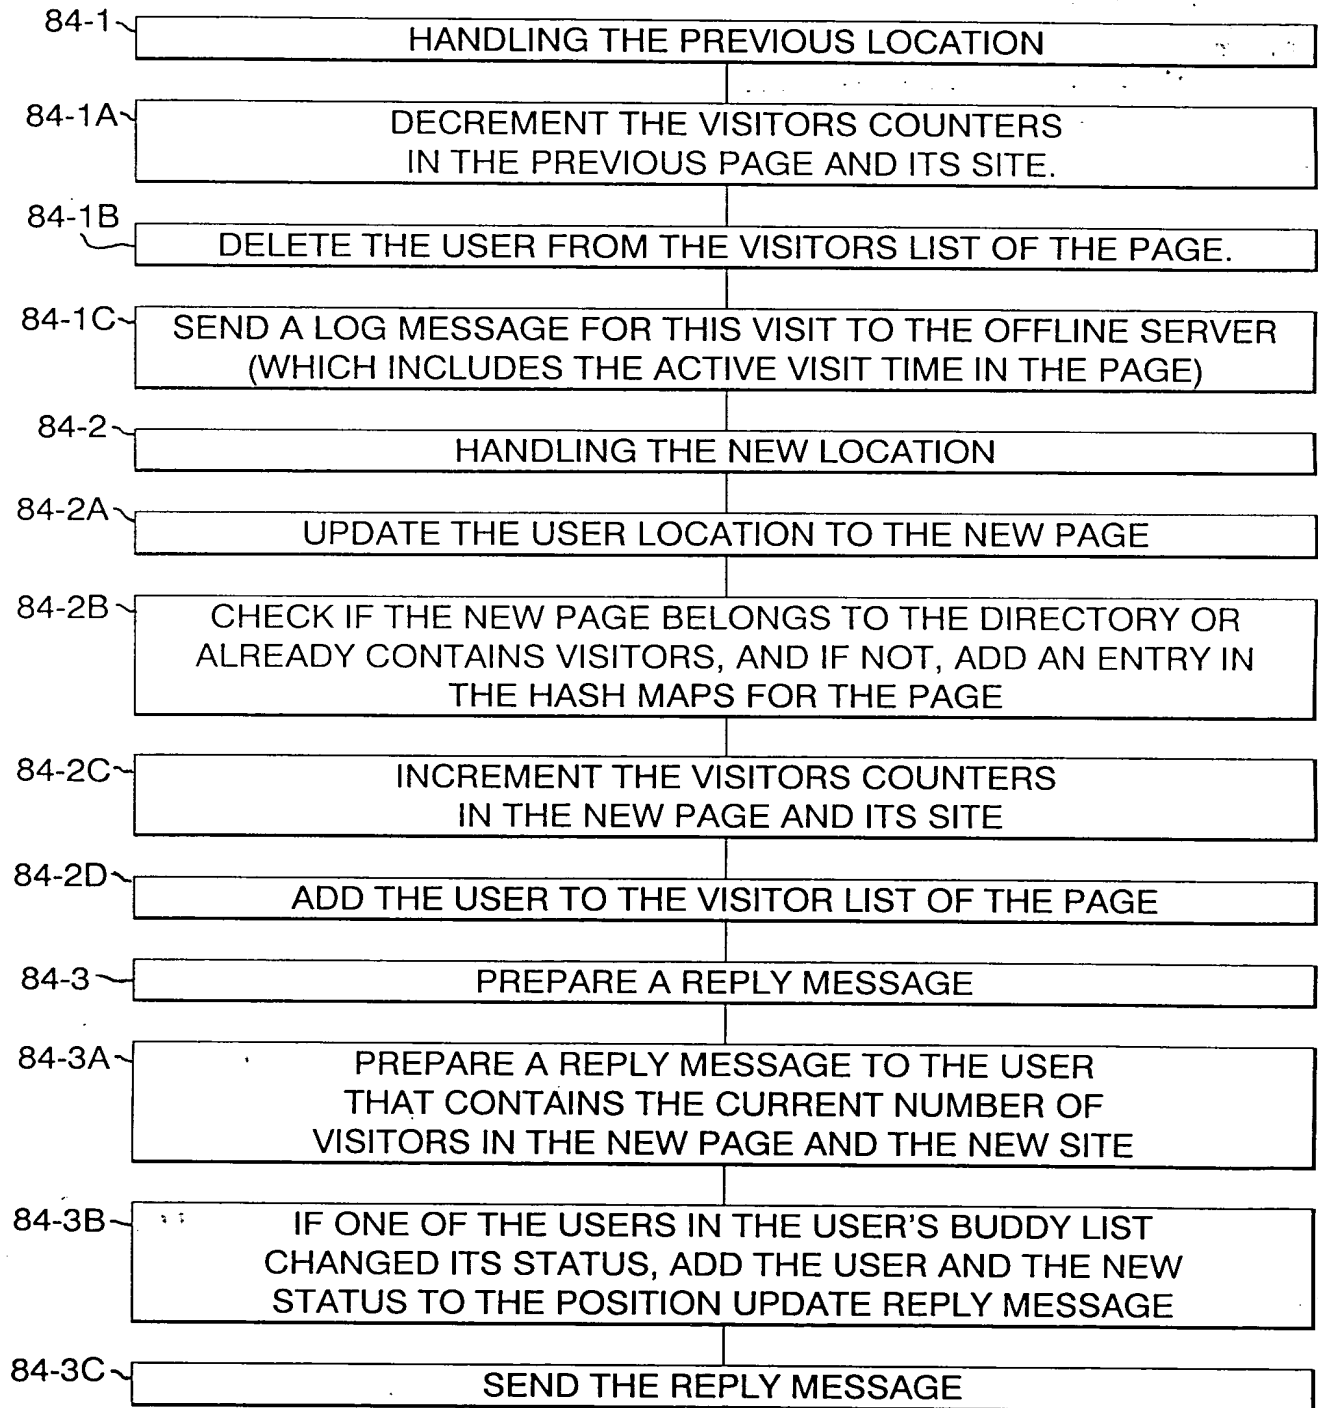 84-1
HANDLING THE PREVIOUS LOCATION
84-1A
DECREMENT THE VISITORS COUNTERS
IN THE PREVIOUS PAGE AND ITS SITE.
84-1B
DELETE THE USER FROM THE VISITORS LIST OF THE PAGE.
84-1C
SEND A LOG MESSAGE FOR THIS VISIT TO THE OFFLINE SERVER
(WHICH INCLUDES THE ACTIVE VISIT TIME IN THE PAGE)
84-2
HANDLING THE NEW LOCATION
84-2A
UPDATE THE USER LOCATION TO THE NEW PAGE
84-2B
CHECK IF THE NEW PAGE BELONGS TO THE DIRECTORY OR
ALREADY CONTAINS VISITORS, AND IF NOT, ADD AN ENTRY IN
THE HASH MAPS FOR THE PAGE
84-2C
INCREMENT THE VISITORS COUNTERS
IN THE NEW PAGE AND ITS SITE
84-2D
ADD THE USER TO THE VISITOR LIST OF THE PAGE
84-3
PREPARE A REPLY MESSAGE
84-3A
PREPARE A REPLY MESSAGE TO THE USER
THAT CONTAINS THE CURRENT NUMBER OF
VISITORS IN THE NEW PAGE AND THE NEW SITE
84-3B
IF ONE OF THE USERS IN THE USER'S BUDDY LIST
CHANGED ITS STATUS, ADD THE USER AND THE NEW
STATUS TO THE POSITION UPDATE REPLY MESSAGE
84-3C
SEND THE REPLY MESSAGE